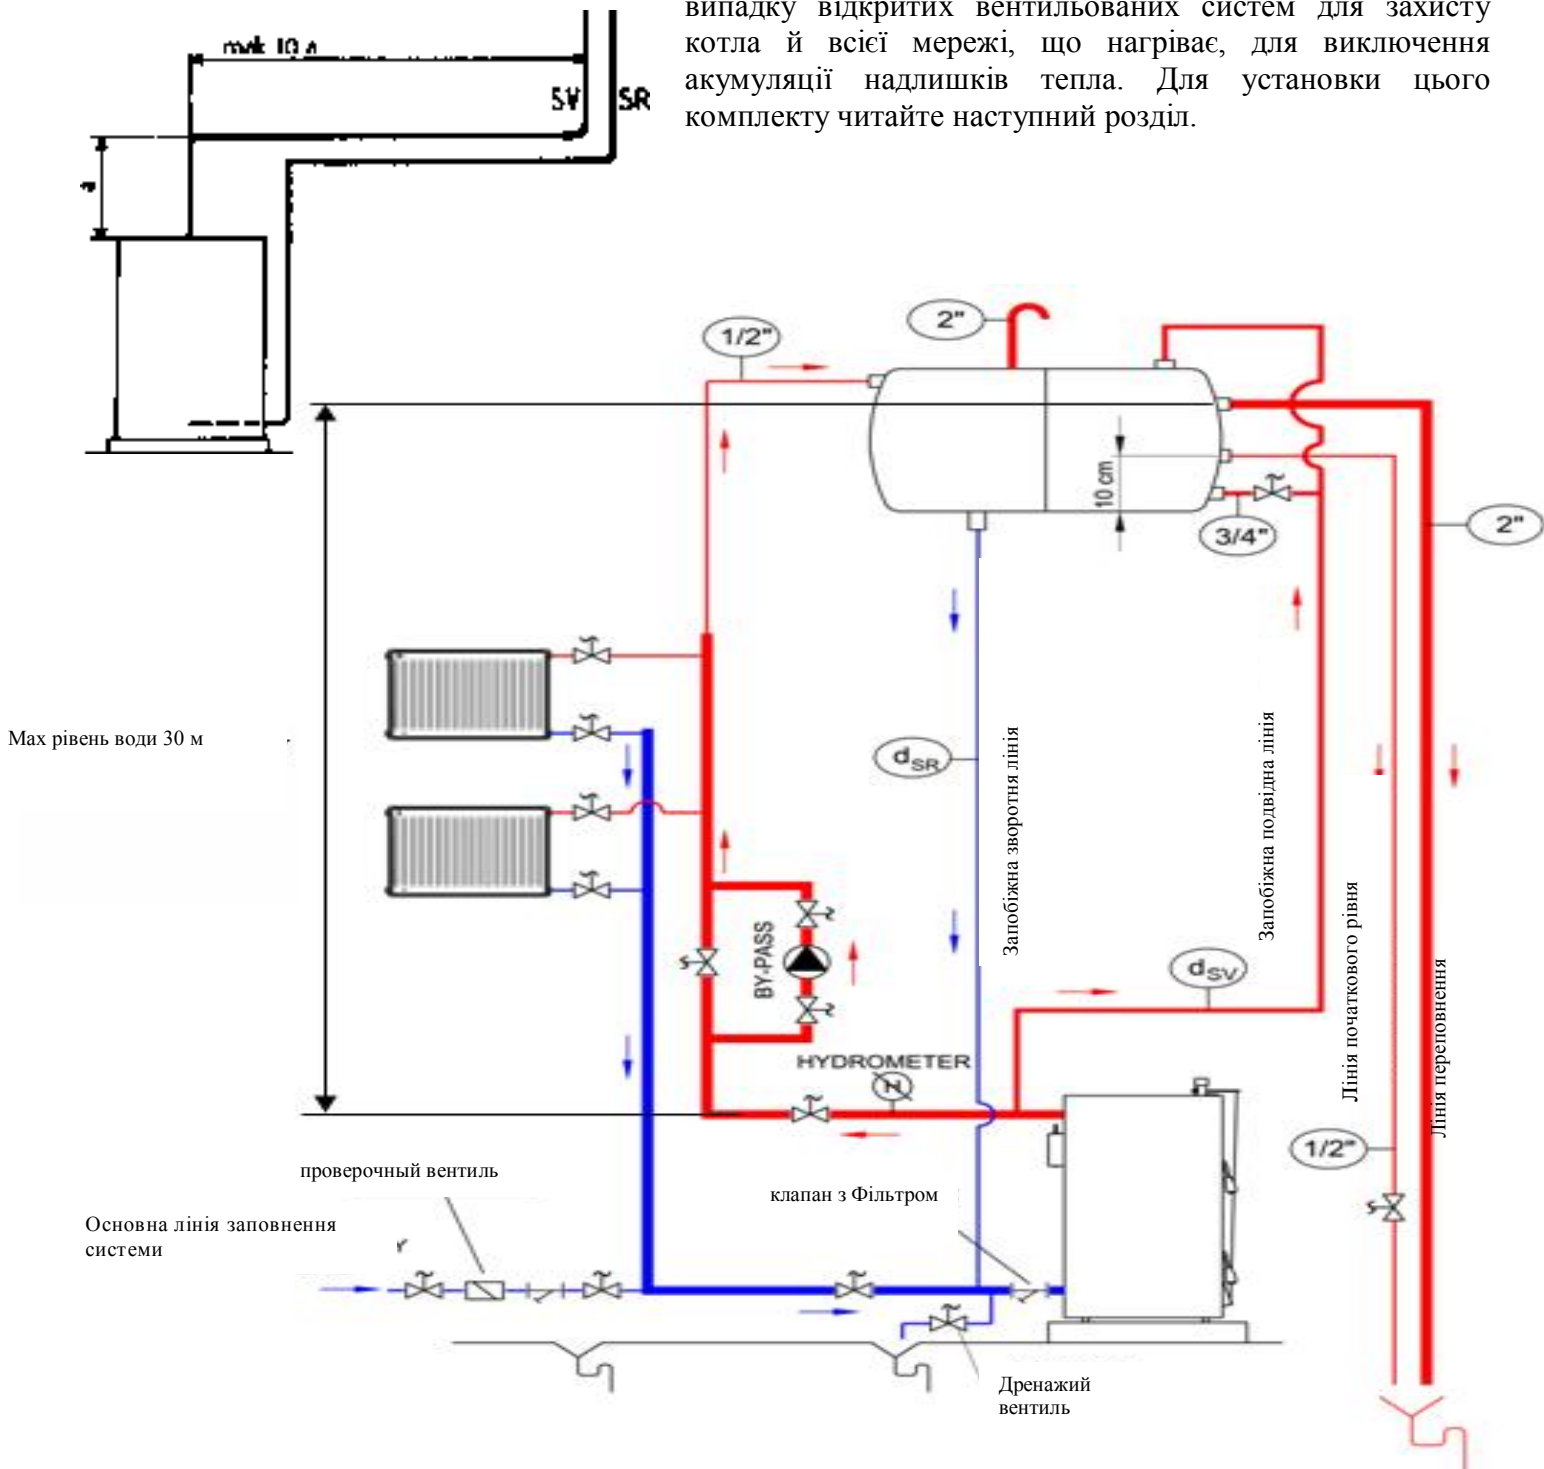 випадку відкритих вентильованих систем для захисту
котла й всієї мережі, що нагріває, для виключення
акумуляції надлишків тепла. Для установки цього
комплекту читайте наступний розділ.
SV
SR
a
2"
1/2"
10 cm
3/4"
2"
Мах рівень води 30 м
dSR
Запобіжна зворотня лінія
Запобіжна подвідна лінія
BY-PASS
dSV
Лінія початкового рівня
Лінія переповнення
HYDROMETER
H
1/2"
проверочный вентиль
клапан з Фільтром
Основна лінія заповнення
системи
Y
Дренажий
вентиль